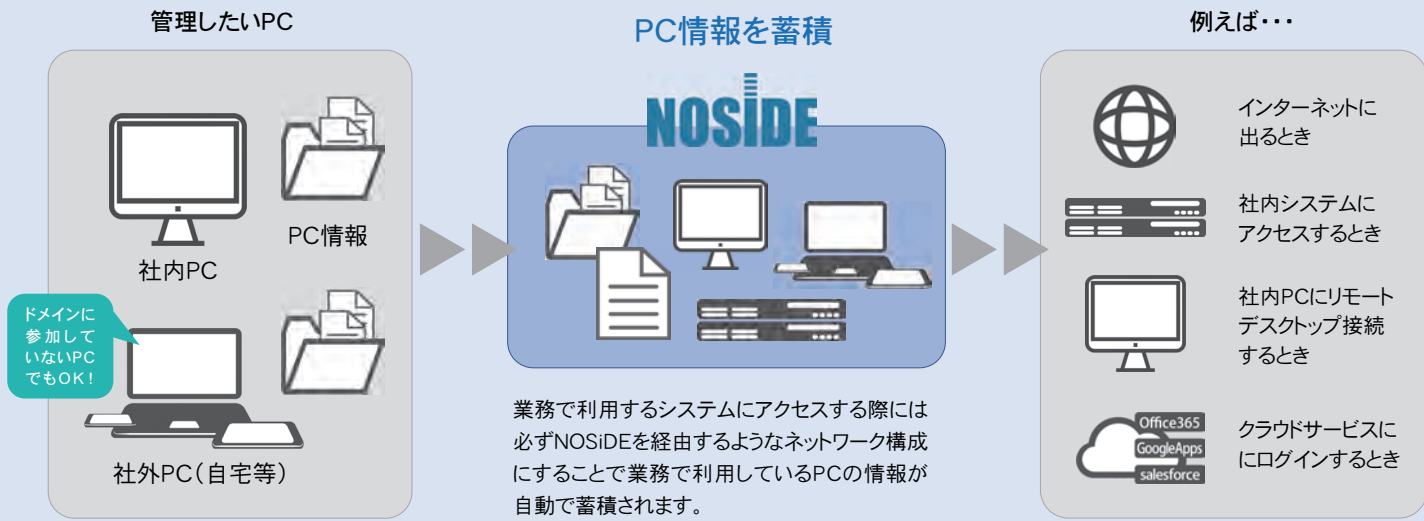 管理したいPC
社内PC
PC情報
ドメインに
参加して
いないPC
でもOK！
社外PC（自宅等）
PC情報を蓄積
NOSiDE
業務で利用するシステムにアクセスする際には
必ずNOSiDEを経由するようなネットワーク構成
にすることで業務で利用しているPCの情報が
自動で蓄積されます。
例えば・・・
インターネットに
出るとき
社内システムに
アクセスするとき
社内PCにリモート
デスクトップ接続
するとき
Office365
GoogleApps
salesforce
クラウドサービスに
にログインするとき